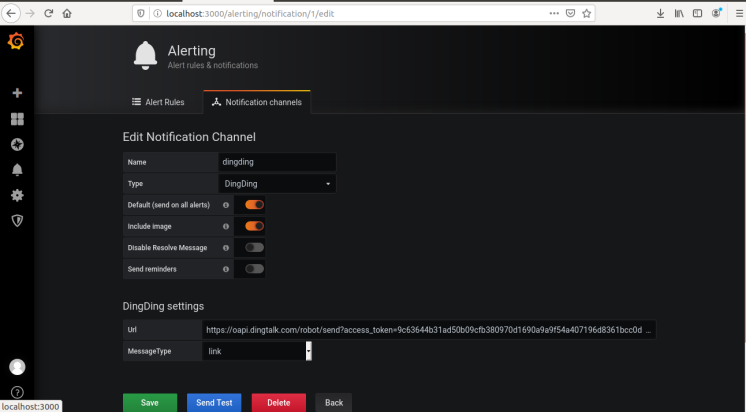 localhost:3000/alerting/notification/1/edit
Alerting
Alert rules & notifications
Alert Rules
Notification channels
Edit Notification Channel
Name dingding
Type DingDing
Default (send on all alerts)
Include image
Disable Resolve Message
Send reminders
DingDing settings
Url https://oapi.dingtalk.com/robot/send?access_token=9c63644b31ad50b09cfb380970d1690a9a9f54a407196d8361bcc0d ...
MessageType link
Save Send Test Delete Back
localhost:3000